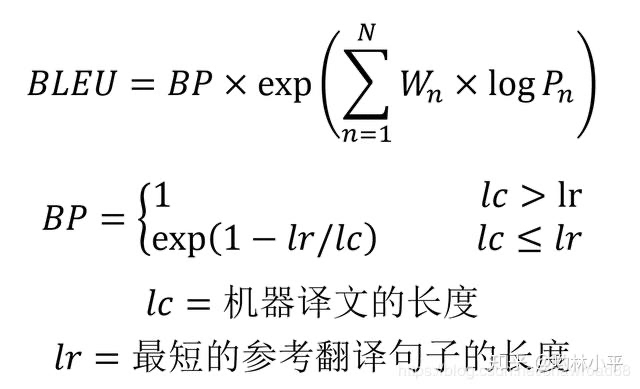 BLEU = BP × exp(∑_{n=1}^{N} W_n × log P_n)
BP = {1 lc > lr
exp(1 − lr/lc) lc ≤ lr
lc = 机器译文的长度
lr = 最短的参考翻译句子的长度
知乎